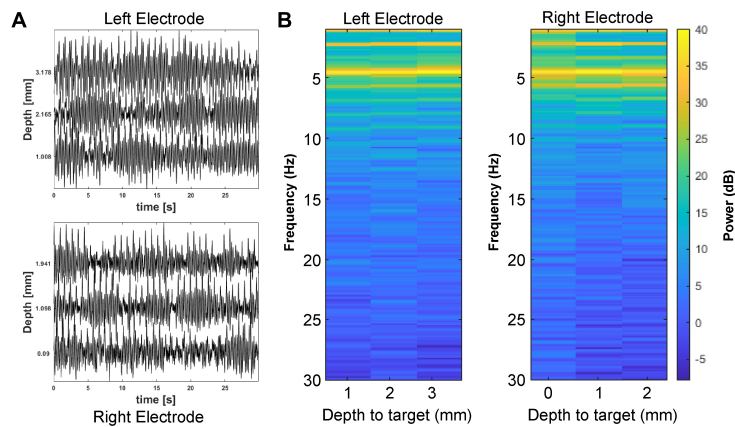 A
Left Electrode
Depth [mm]
3.178
2.165
1.008
0 5 10 15 20 25
time [s]
Depth [mm]
1.941
1.098
0.09
0 5 10 15 20 25
time [s]
Right Electrode
B
Left Electrode
Frequency (Hz)
5
10
15
20
25
30
1 2 3
Depth to target (mm)
Right Electrode
Frequency (Hz)
5
10
15
20
25
30
0 1 2
Depth to target (mm)
40
35
30
25
20
15
10
5
0
-5
Power (dB)